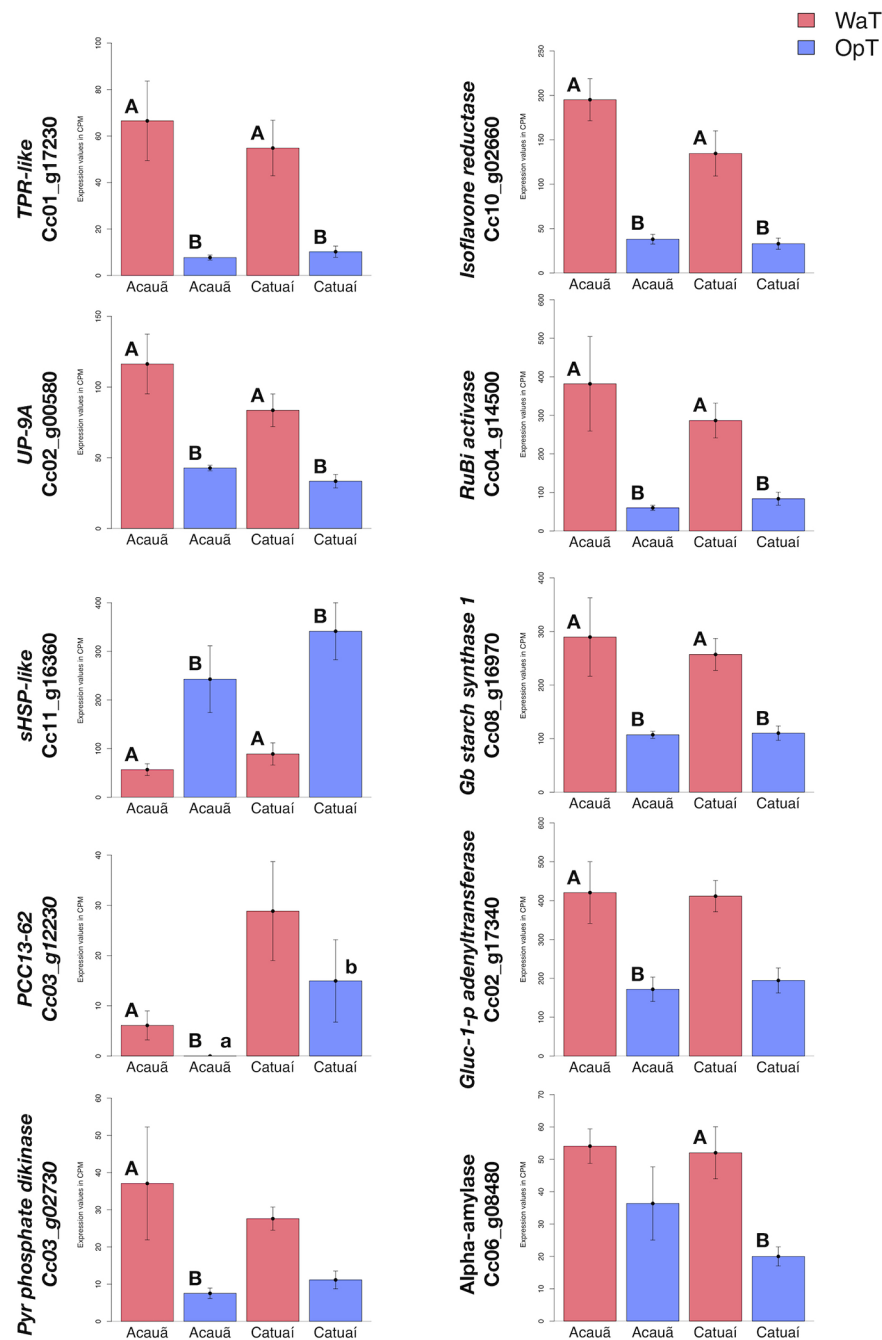 WaT
OpT
TPR-like
Cc01_g17230
Expression values in CPM
0 20 40 60 80 100
A B A B
Acauã Acauã Catuaí Catuaí
Isoflavone reductase
Cc10_g02660
Expression values in CPM
0 50 100 150 200 250
A B A B
Acauã Acauã Catuaí Catuaí
UP-9A
Cc02_g00580
Expression values in CPM
0 50 100 150
A B A B
Acauã Acauã Catuaí Catuaí
RuBi activase
Cc04_g14500
Expression values in CPM
0 100 200 300 400 500 600
A B A B
Acauã Acauã Catuaí Catuaí
sHSP-like
Cc11_g16360
Expression values in CPM
0 100 200 300 400
A B A B
Acauã Acauã Catuaí Catuaí
Gb starch synthase 1
Cc08_g16970
Expression values in CPM
0 100 200 300 400
A B A B
Acauã Acauã Catuaí Catuaí
PCC13-62
Cc03_g12230
Expression values in CPM
0 10 20 30 40
A B a b
Acauã Acauã Catuaí Catuaí
Gluc-1-p adenyltransferase
Cc02_g17340
Expression values in CPM
0 100 200 300 400 500 600
A B
Acauã Acauã Catuaí Catuaí
Pyr phosphate dikinase
Cc03_g02730
Expression values in CPM
0 10 20 30 40 50 60
A B
Acauã Acauã Catuaí Catuaí
Alpha-amylase
Cc06_g08480
Expression values in CPM
0 10 20 30 40 50 60 70
A B
Acauã Acauã Catuaí Catuaí